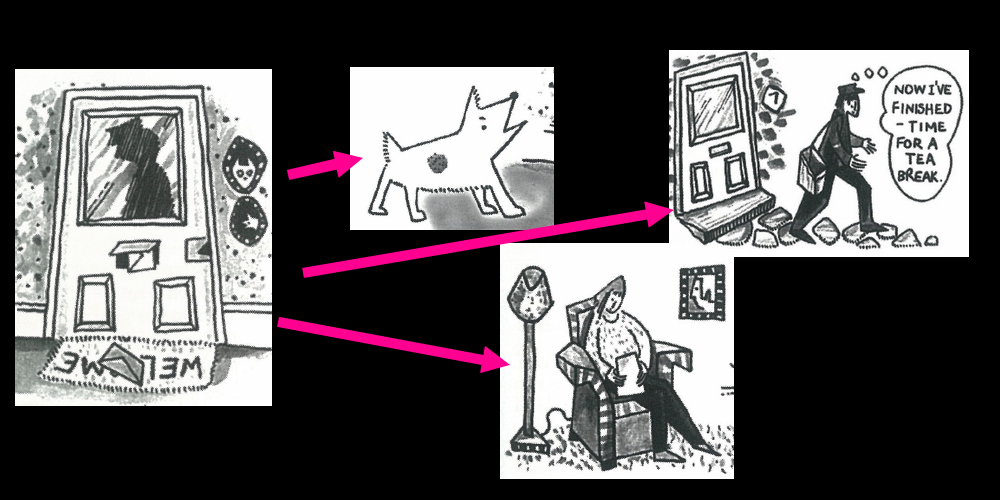 WEL ME
7
NOW I'VE
FINISHED
- TIME
FOR A
TEA
BREAK.